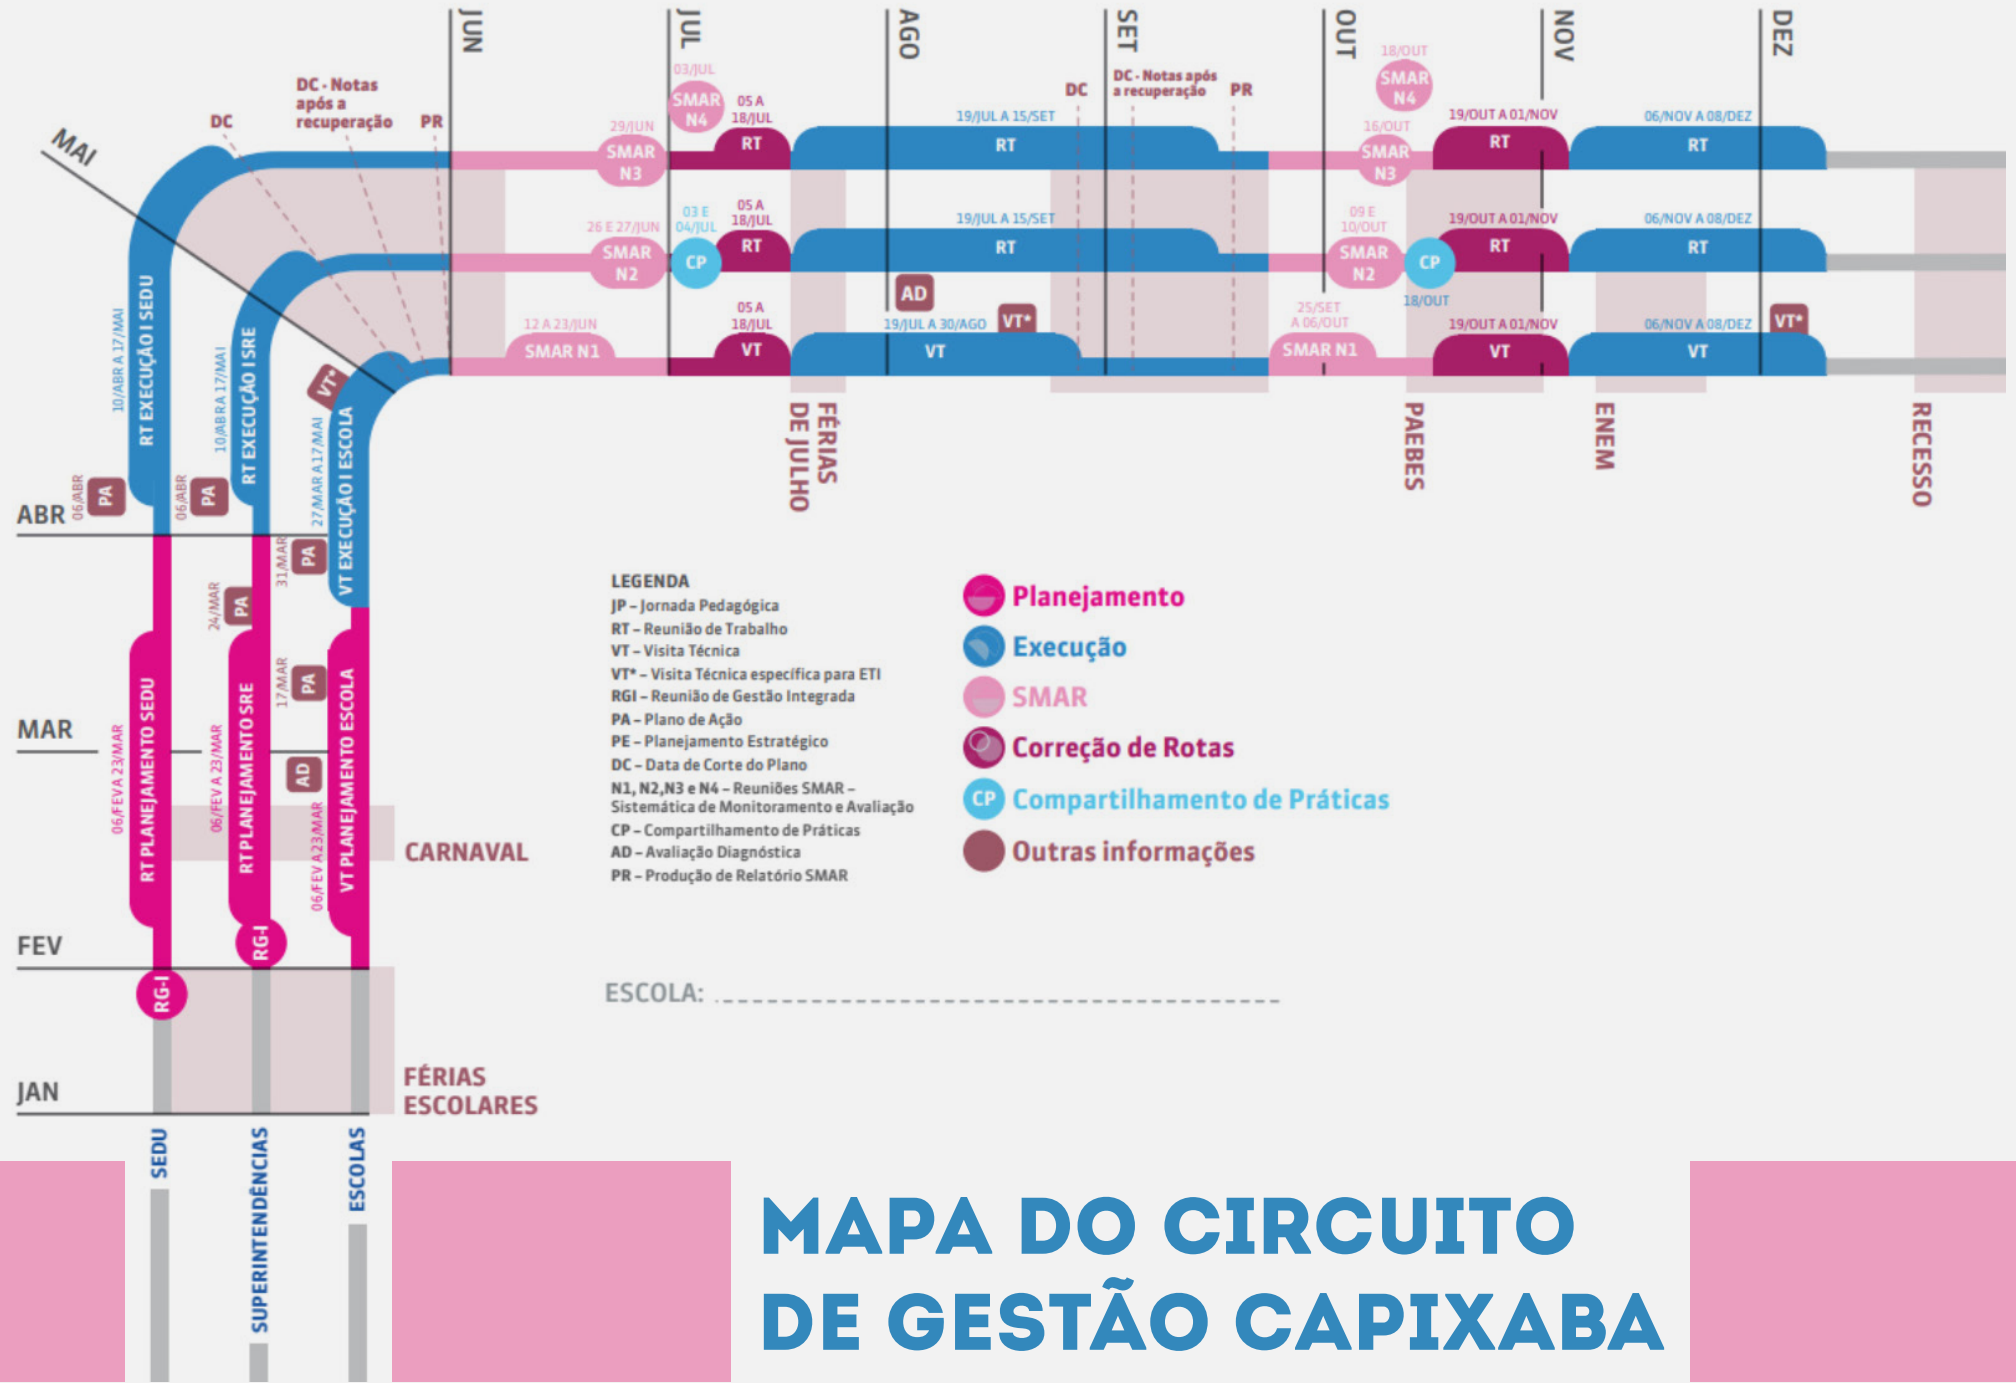 JUN
JUL
AGO
SET
OUT
NOV
DEZ
MAI
DC
DC - Notas
após a
recuperação
PR
29/JUN
SMAR
N3
03/JUL
SMAR
N4
05 A
18/JUL
RT
19/JUL A 15/SET
RT
DC
DC - Notas após
a recuperação
PR
18/OUT
SMAR
N4
16/OUT
SMAR
N3
19/OUT A 01/NOV
RT
06/NOV A 08/DEZ
RT
26 E 27/JUN
SMAR
N2
03 E
04/JUL
CP
05 A
18/JUL
RT
19/JUL A 15/SET
RT
09 E
10/OUT
SMAR
N2
CP
18/OUT
19/OUT A 01/NOV
RT
06/NOV A 08/DEZ
RT
12 A 23/JUN
SMAR N1
05 A
18/JUL
VT
AD
19/JUL A 30/AGO
VT*
VT
25/SET
A 06/OUT
SMAR N1
19/OUT A 01/NOV
VT
06/NOV A 08/DEZ
VT*
VT
FÉRIAS
DE JULHO
PAEBES
ENEM
RECESSO
10/ABR A 17/MAI
RT EXECUÇÃO I SEDU
10/ABR A 17/MAI
RT EXECUÇÃO I SRE
VT*
27/MAR A 17/MAI
VT EXECUÇÃO I ESCOLA
ABR
06/ABR
PA
06/ABR
PA
31/MAR
PA
24/MAR
PA
17/MAR
PA
MAR
06/FEV A 23/MAR
RT PLANEJAMENTO SEDU
06/FEV A 23/MAR
RT PLANEJAMENTO SRE
AD
06/FEV A 23/MAR
VT PLANEJAMENTO ESCOLA
CARNAVAL
FEV
RG-I
RG-I
JAN
FÉRIAS
ESCOLARES
SEDU
SUPERINTENDÊNCIAS
ESCOLAS
LEGENDA
JP – Jornada Pedagógica
RT – Reunião de Trabalho
VT – Visita Técnica
VT* – Visita Técnica específica para ETI
RGI – Reunião de Gestão Integrada
PA – Plano de Ação
PE – Planejamento Estratégico
DC – Data de Corte do Plano
N1, N2,N3 e N4 – Reuniões SMAR –
Sistemática de Monitoramento e Avaliação
CP – Compartilhamento de Práticas
AD – Avaliação Diagnóstica
PR – Produção de Relatório SMAR
Planejamento
Execução
SMAR
Correção de Rotas
CP Compartilhamento de Práticas
Outras informações
ESCOLA:
MAPA DO CIRCUITO
DE GESTÃO CAPIXABA